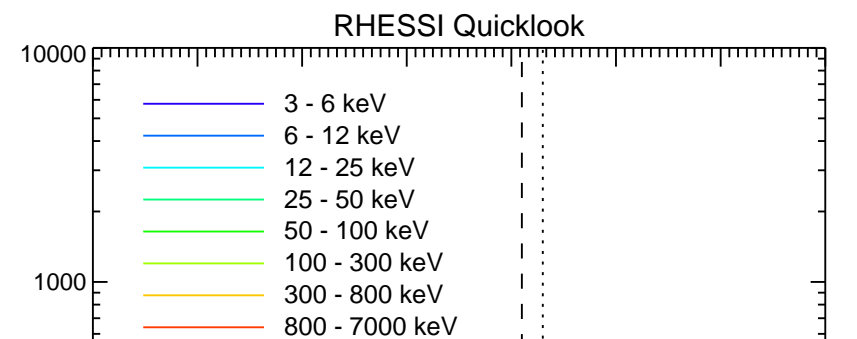 RHESSI Quicklook
10000
3 - 6 keV
6 - 12 keV
12 - 25 keV
25 - 50 keV
50 - 100 keV
100 - 300 keV
1000
300 - 800 keV
800 - 7000 keV